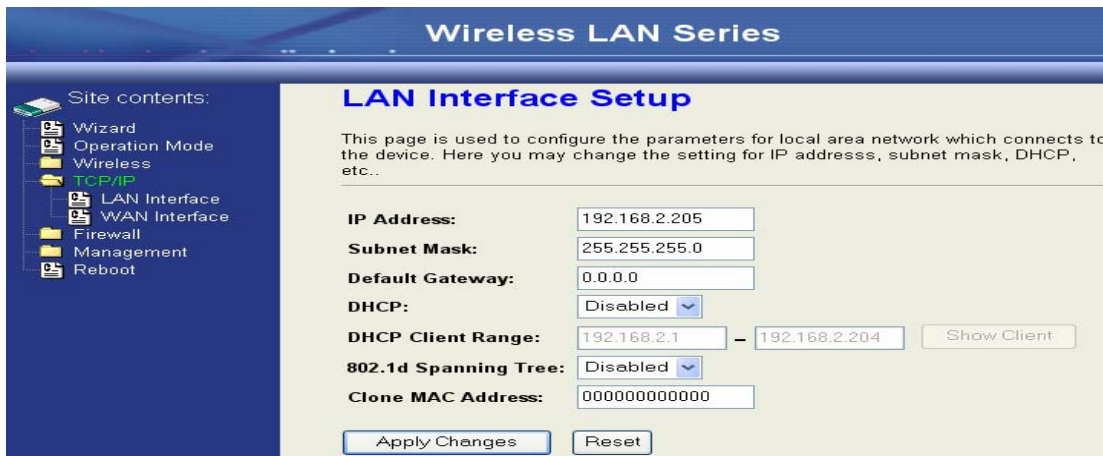 Wireless LAN Series
Site contents:
Wizard
Operation Mode
Wireless
TCP/IP
LAN Interface
WAN Interface
Firewall
Management
Reboot
LAN Interface Setup
This page is used to configure the parameters for local area network which connects to
the device. Here you may change the setting for IP addresss, subnet mask, DHCP,
etc..
IP Address: 192.168.2.205
Subnet Mask: 255.255.255.0
Default Gateway: 0.0.0.0
DHCP: Disabled
DHCP Client Range: 192.168.2.1 – 192.168.2.204 Show Client
802.1d Spanning Tree: Disabled
Clone MAC Address: 000000000000
Apply Changes Reset